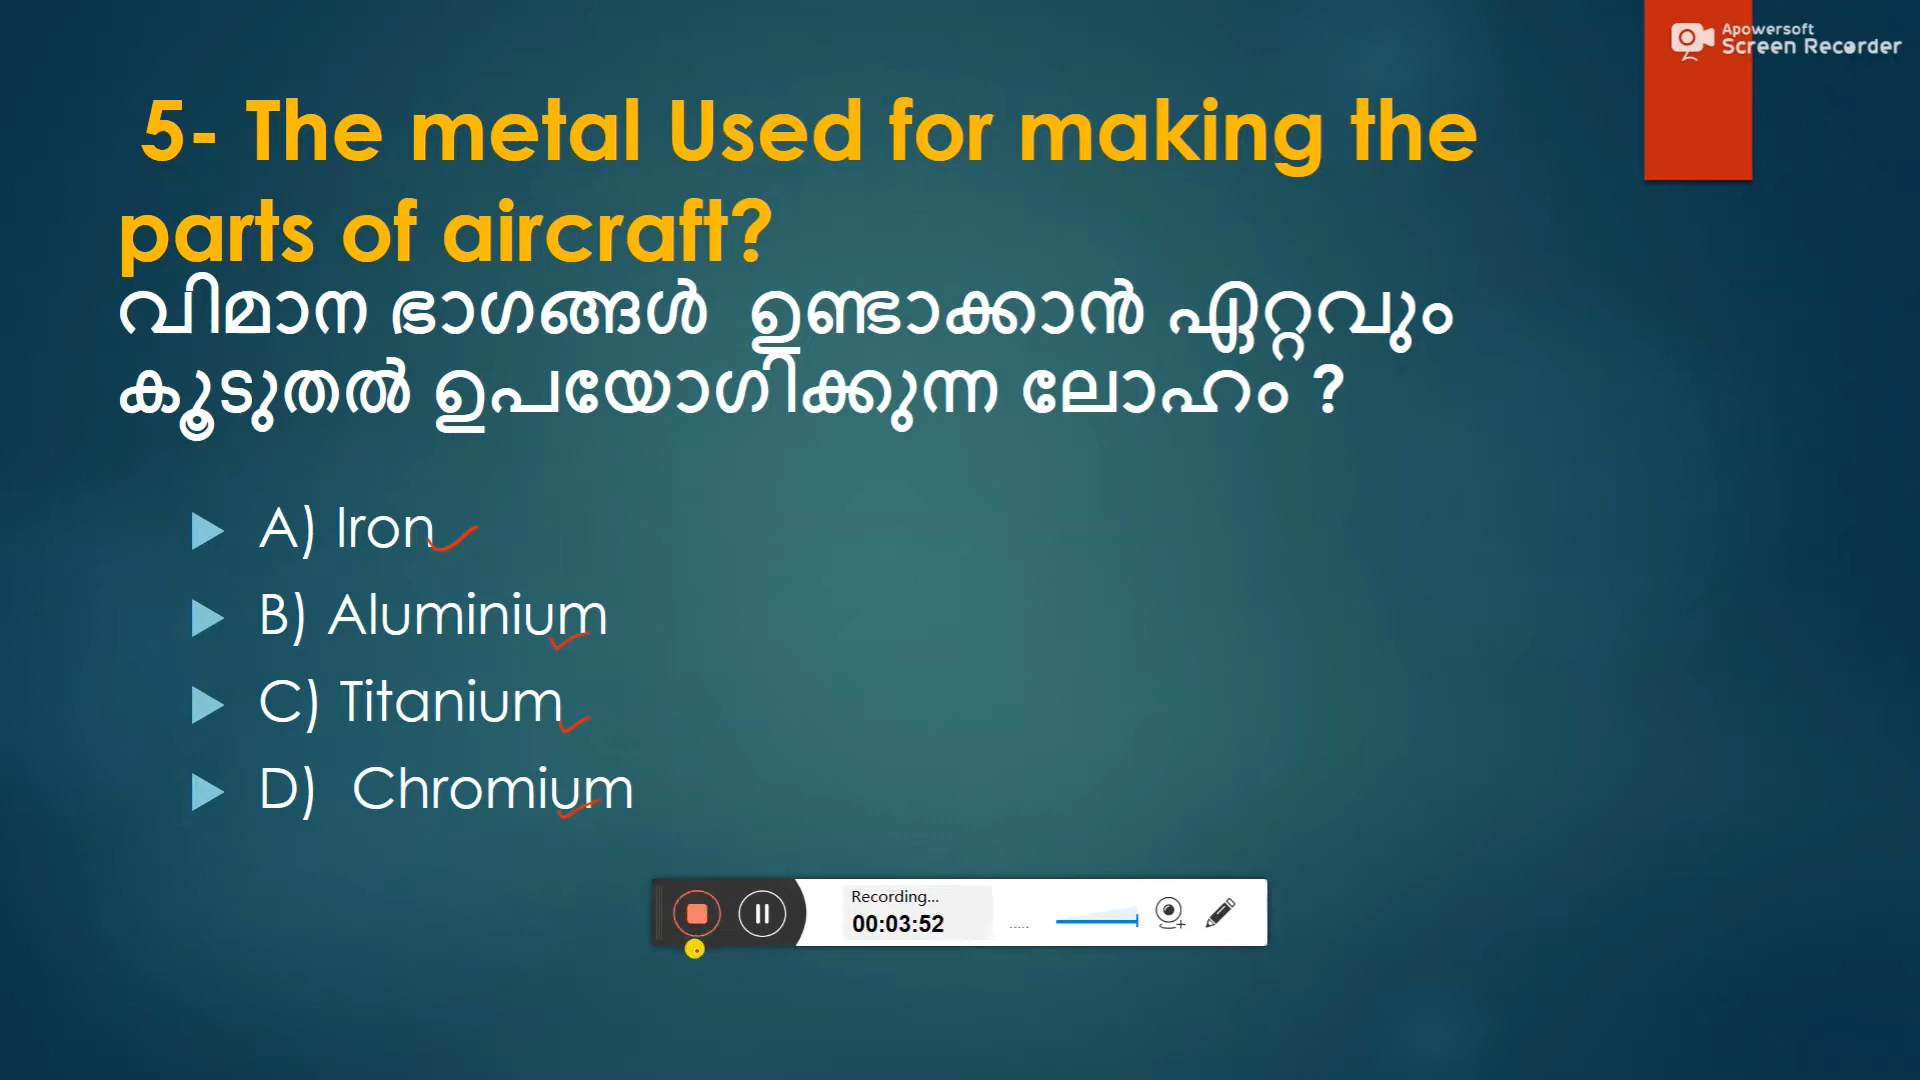 Apowersoft
Screen Recorder
5- The metal Used for making the
parts of aircraft?
വിമാന ഭാഗങ്ങൾ ഉണ്ടാക്കാൻ ഏറ്റവും
കൂടുതൽ ഉപയോഗിക്കുന്ന ലോഹം ?
A) Iron
B) Aluminium
C) Titanium
D) Chromium
Recording...
00:03:52